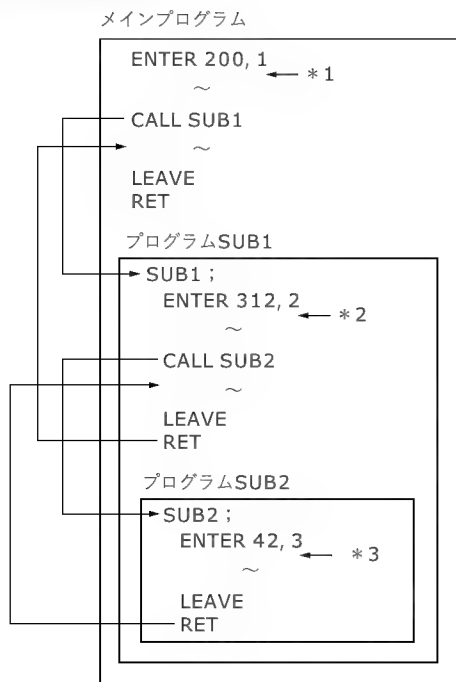 メインプログラム
ENTER 200, 1
＊1
～
CALL SUB1
～
LEAVE
RET
プログラムSUB1
SUB1 ;
ENTER 312, 2
＊2
～
CALL SUB2
～
LEAVE
RET
プログラムSUB2
SUB2 ;
ENTER 42, 3
＊3
～
LEAVE
RET